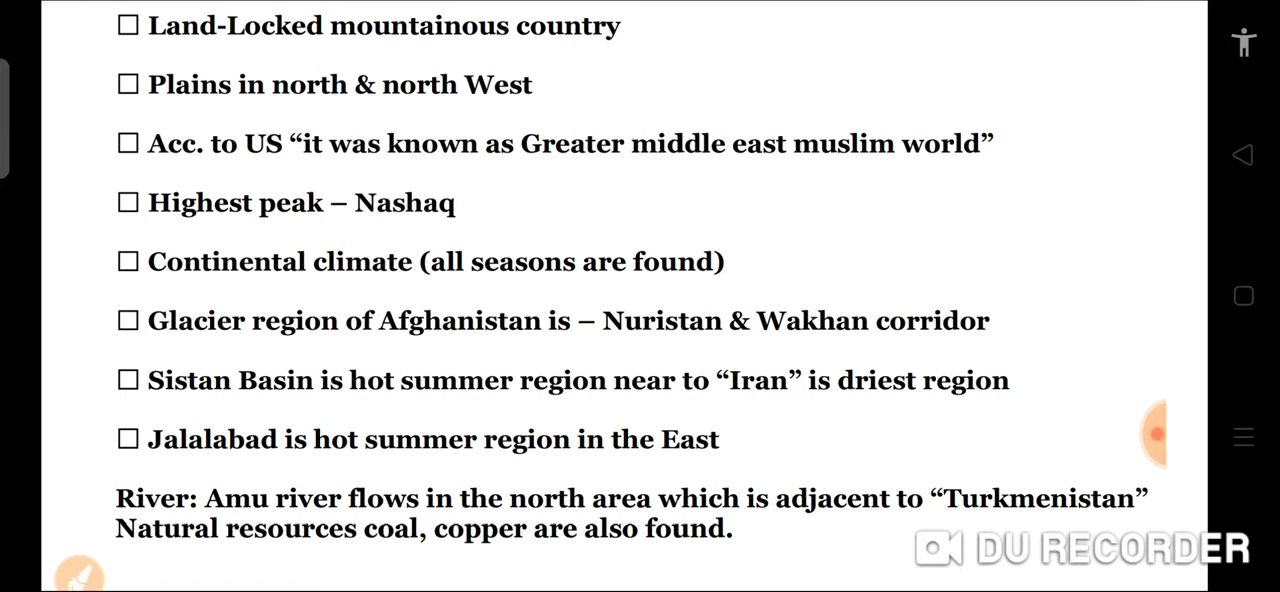 ☐ Land-Locked mountainous country
☐ Plains in north & north West
☐ Acc. to US “it was known as Greater middle east muslim world”
☐ Highest peak – Nashaq
☐ Continental climate (all seasons are found)
☐ Glacier region of Afghanistan is – Nuristan & Wakhan corridor
☐ Sistan Basin is hot summer region near to “Iran” is driest region
☐ Jalalabad is hot summer region in the East
River: Amu river flows in the north area which is adjacent to “Turkmenistan”
Natural resources coal, copper are also found.
DU RECORDER